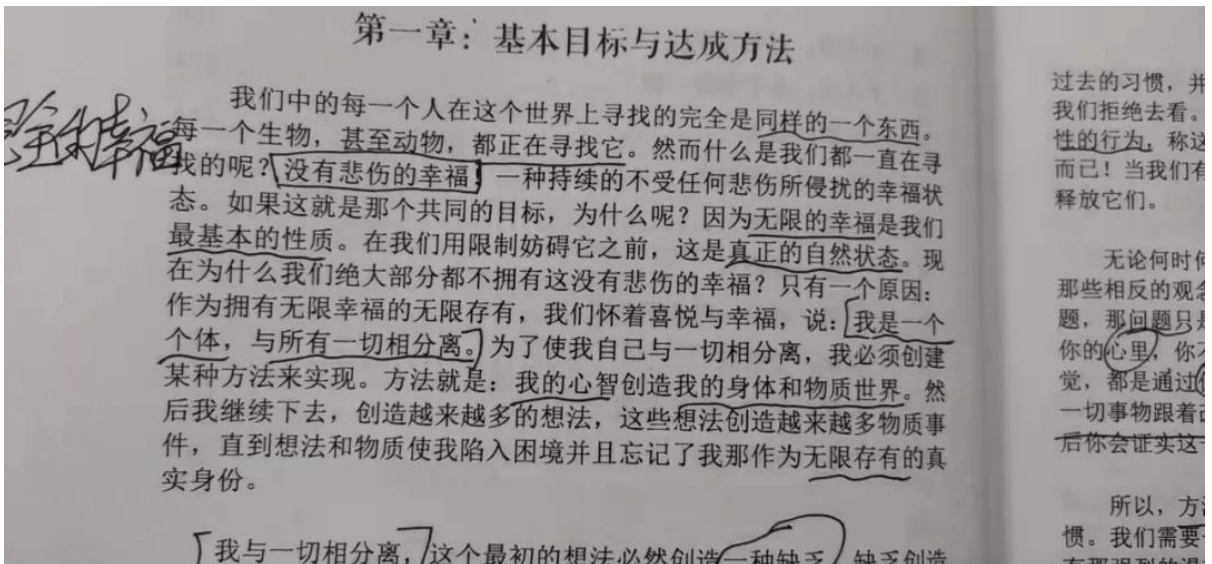 第一章：基本目标与达成方法
我们中的每一个人在这个世界上寻找的完全是同样的一个东西。
每一个生物，甚至动物，都正在寻找它。然而什么是我们都一直在寻
找的呢？没有悲伤的幸福！一种持续的不受任何悲伤所侵扰的幸福状
态。如果这就是那个共同的目标，为什么呢？因为无限的幸福是我们
最基本的性质。在我们用限制妨碍它之前，这是真正的自然状态。现
在为什么我们绝大部分都不拥有这没有悲伤的幸福？只有一个原因：
作为拥有无限幸福的无限存有，我们怀着喜悦与幸福，说：我是一个
个体，与所有一切相分离。为了使我自己与一切相分离，我必须创建
某种方法来实现。方法就是：我的心智创造我的身体和物质世界。然
后我继续下去，创造越来越多的想法，这些想法创造越来越多物质事
件，直到想法和物质使我陷入困境并且忘记了我那作为无限存有的真
实身份。
我与一切相分离，这个最初的想法必然创造一种缺乏，缺乏创造
和幸福
过去的习惯，并
我们拒绝去看。
性的行为，称这
而已！当我们有
释放它们。
无论何时何
那些相反的观念
题，那问题只是
你的心里，你不
觉，都是通过
一切事物跟着
后你会证实这一
所以，方法
惯。我们需要